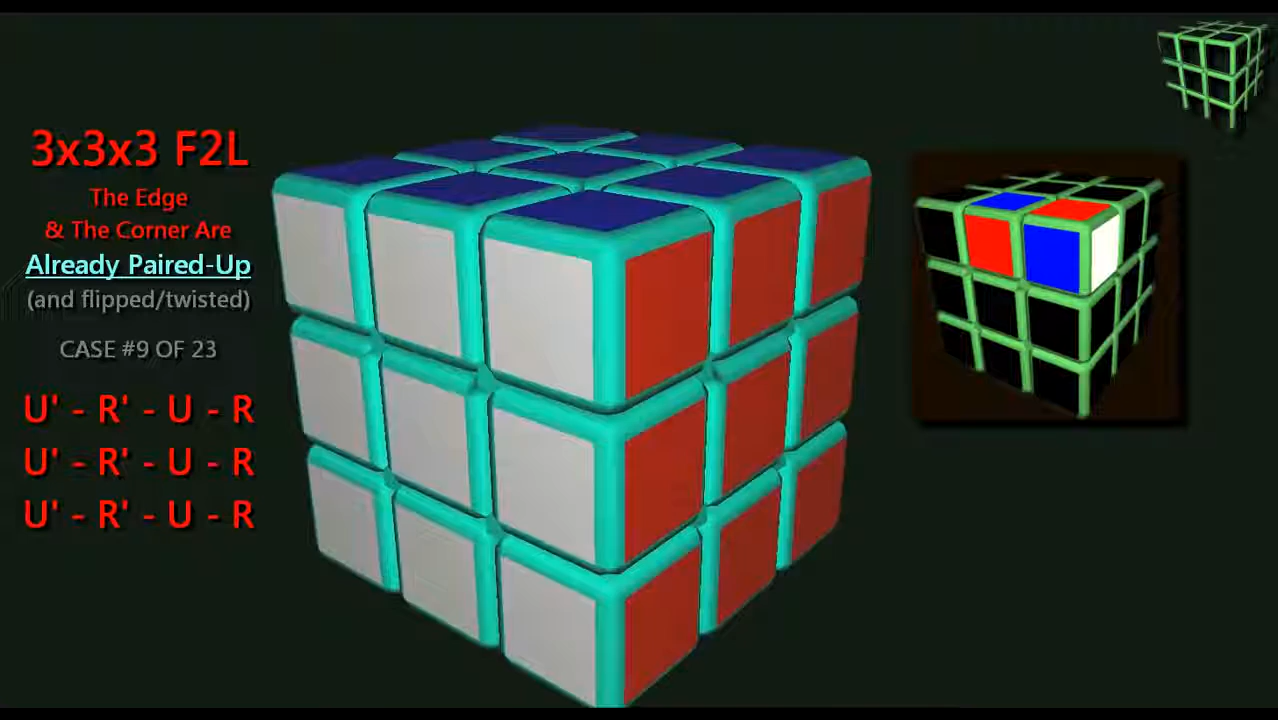 3x3x3 F2L
The Edge
& The Corner Are
Already Paired-Up
(and flipped/twisted)
CASE #9 OF 23
U' - R' - U - R
U' - R' - U - R
U' - R' - U - R